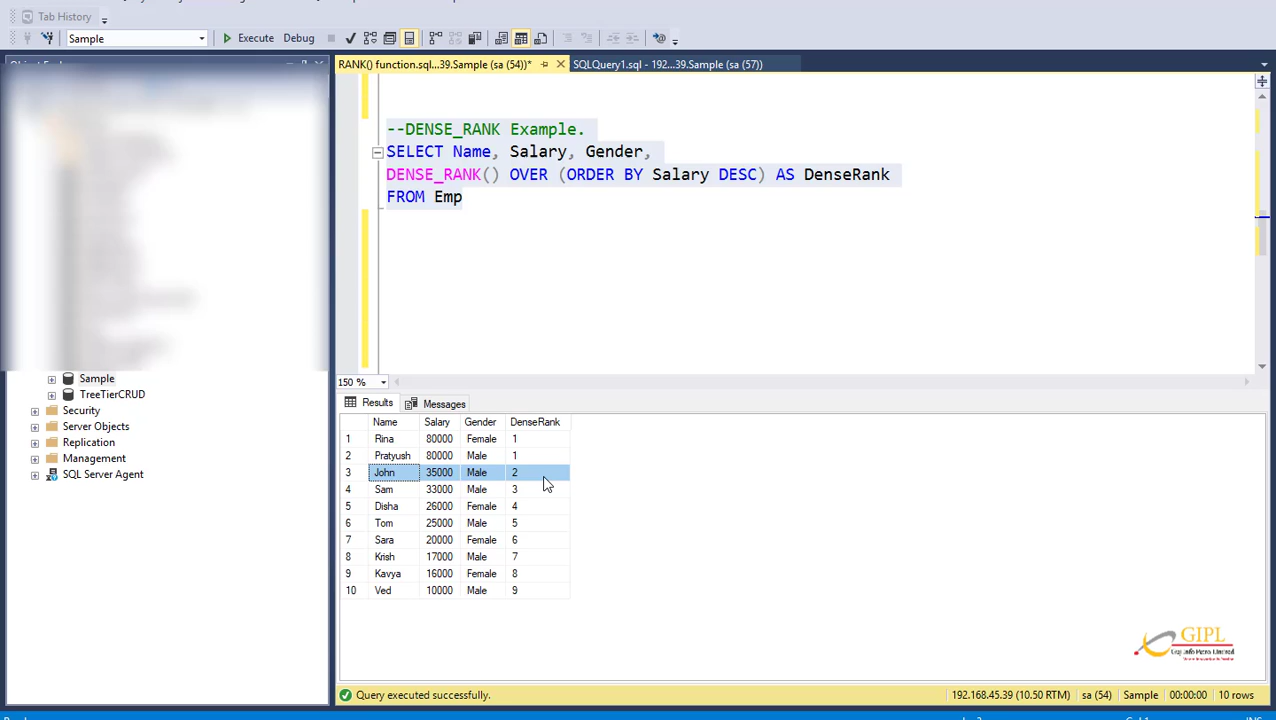 Tab History
Sample
Execute
Debug
RANK() function.sql...39.Sample (sa (54))*
SQLQuery1.sql - 192...39.Sample (sa (57))
--DENSE_RANK Example.
SELECT Name, Salary, Gender,
DENSE_RANK() OVER (ORDER BY Salary DESC) AS DenseRank
FROM Emp
Sample
TreeTierCRUD
Security
Server Objects
Replication
Management
SQL Server Agent
150 %
Results
Messages
Name Salary Gender DenseRank
1 Rina 80000 Female 1
2 Pratyush 80000 Male 1
3 John 35000 Male 2
4 Sam 33000 Male 3
5 Disha 26000 Female 4
6 Tom 25000 Male 5
7 Sara 20000 Female 6
8 Krish 17000 Male 7
9 Kavya 16000 Female 8
10 Ved 10000 Male 9
GIPL
Query executed successfully.
192.168.45.39 (10.50 RTM)
sa (54)
Sample
00:00:00
10 rows